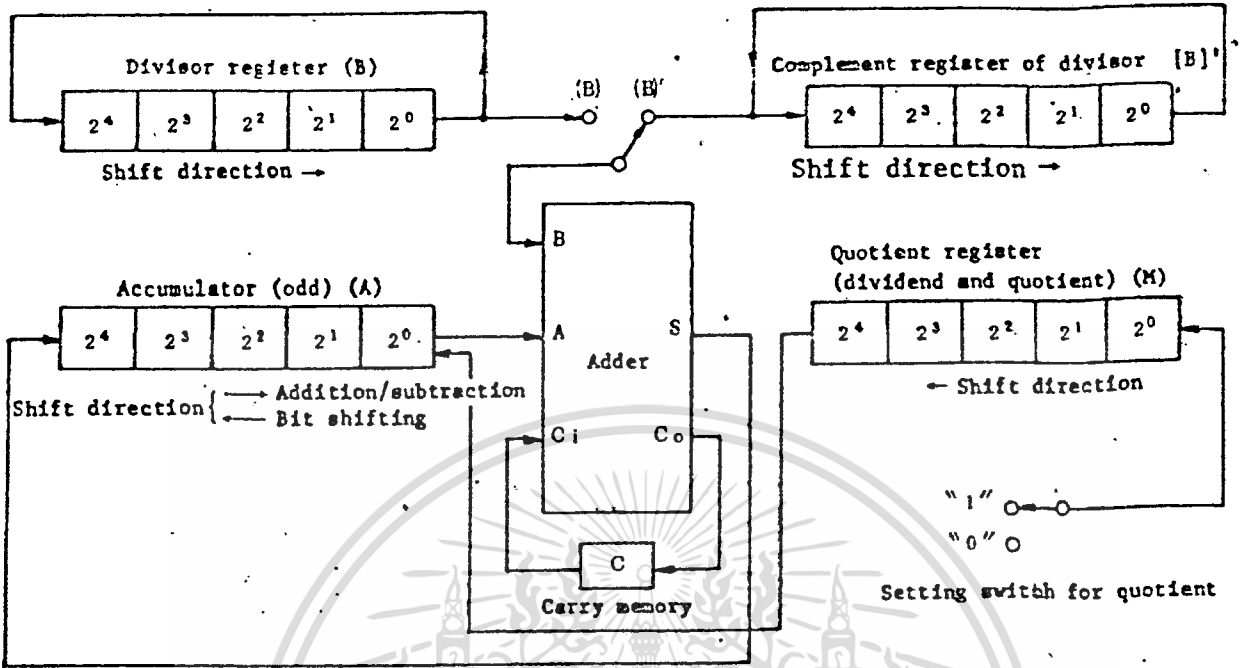 Divisor register (B)
2⁴ 2³ 2² 2¹ 2⁰
Shift direction →
(B) (B)'
Complement register of divisor [B]'
2⁴ 2³ 2² 2¹ 2⁰
Shift direction →
Accumulator (odd) (A)
2⁴ 2³ 2² 2¹ 2⁰
Shift direction { → Addition/subtraction
← Bit shifting
B
A S
Adder
Ci Co
C
Carry memory
Quotient register
(dividend and quotient) (M)
2⁴ 2³ 2² 2¹ 2⁰
← Shift direction
"1"
"0"
Setting switbh for quotient